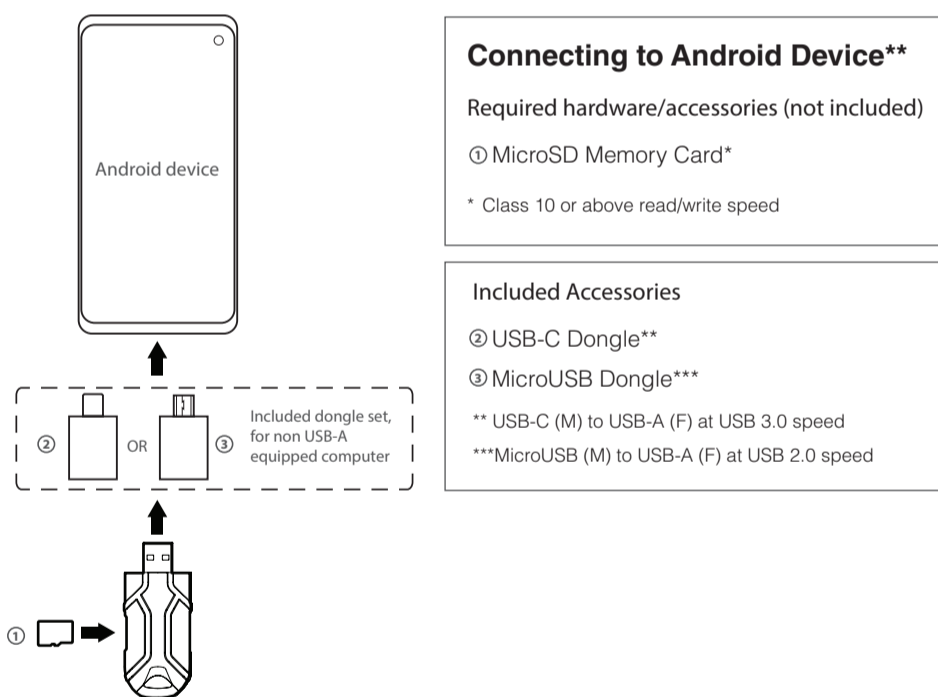 Android device
②
OR
③
Included dongle set,
for non USB-A
equipped computer
①
Connecting to Android Device**
Required hardware/accessories (not included)
① MicroSD Memory Card*
* Class 10 or above read/write speed
Included Accessories
② USB-C Dongle**
③ MicroUSB Dongle***
** USB-C (M) to USB-A (F) at USB 3.0 speed
***MicroUSB (M) to USB-A (F) at USB 2.0 speed